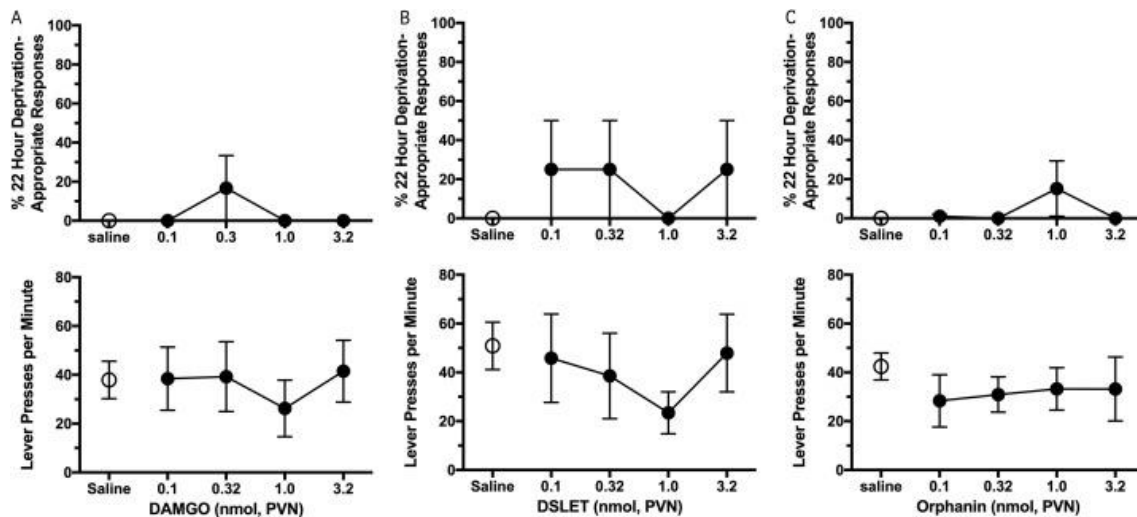 A
% 22 Hour Deprivation-
Appropriate Responses
100
80
60
40
20
0
saline
0.1
0.3
1.0
3.2
Lever Presses per Minute
80
60
40
20
0
Saline
0.1
0.32
1.0
3.2
DAMGO (nmol, PVN)
B
% 22 Hour Deprivation-
Appropriate Responses
100
80
60
40
20
0
saline
0.1
0.32
1.0
3.2
Lever Presses per Minute
80
60
40
20
0
Saline
0.1
0.32
1.0
3.2
DSLET (nmol, PVN)
C
% 22 Hour Deprivation-
Appropriate Responses
100
80
60
40
20
0
saline
0.1
0.32
1.0
3.2
Lever Presses per Minute
80
60
40
20
0
saline
0.1
0.32
1.0
3.2
Orphanin (nmol, PVN)